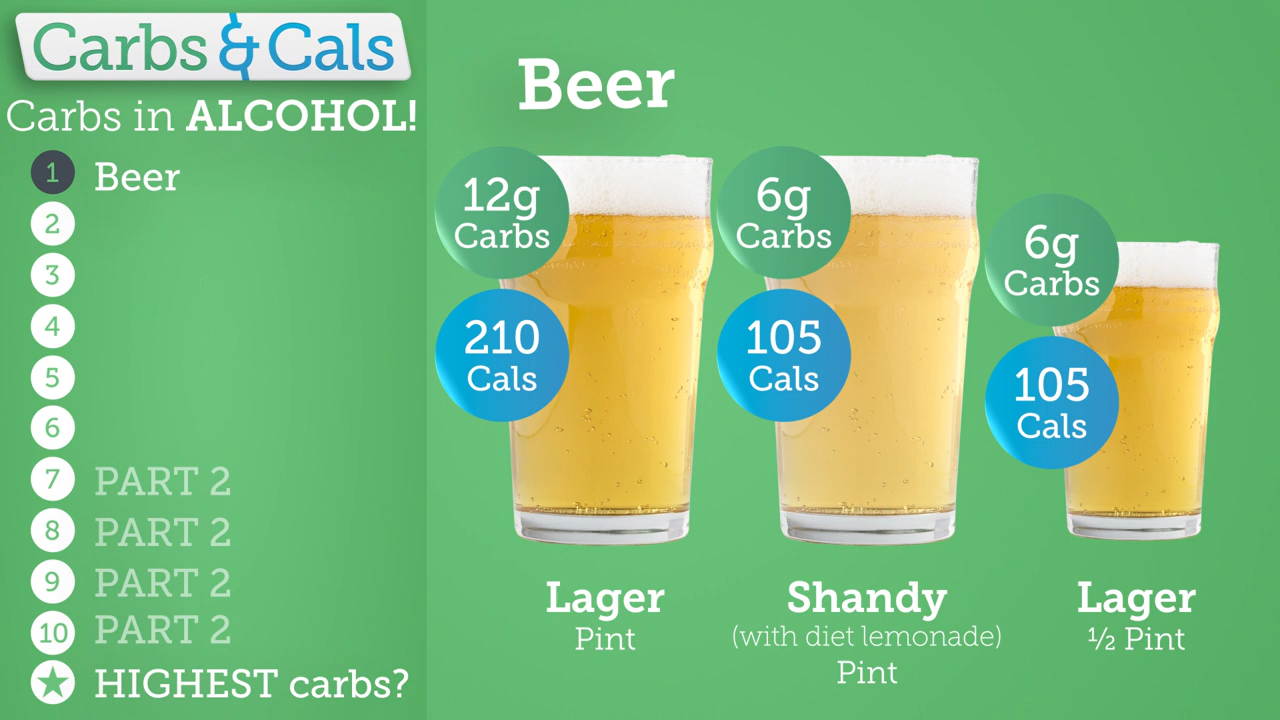 Carbs & Cals
Carbs in ALCOHOL!
1 Beer
2
3
4
5
6
7 PART 2
8 PART 2
9 PART 2
10 PART 2
HIGHEST carbs?
Beer
12g
Carbs
210
Cals
Lager
Pint
6g
Carbs
105
Cals
Shandy
(with diet lemonade)
Pint
6g
Carbs
105
Cals
Lager
½ Pint